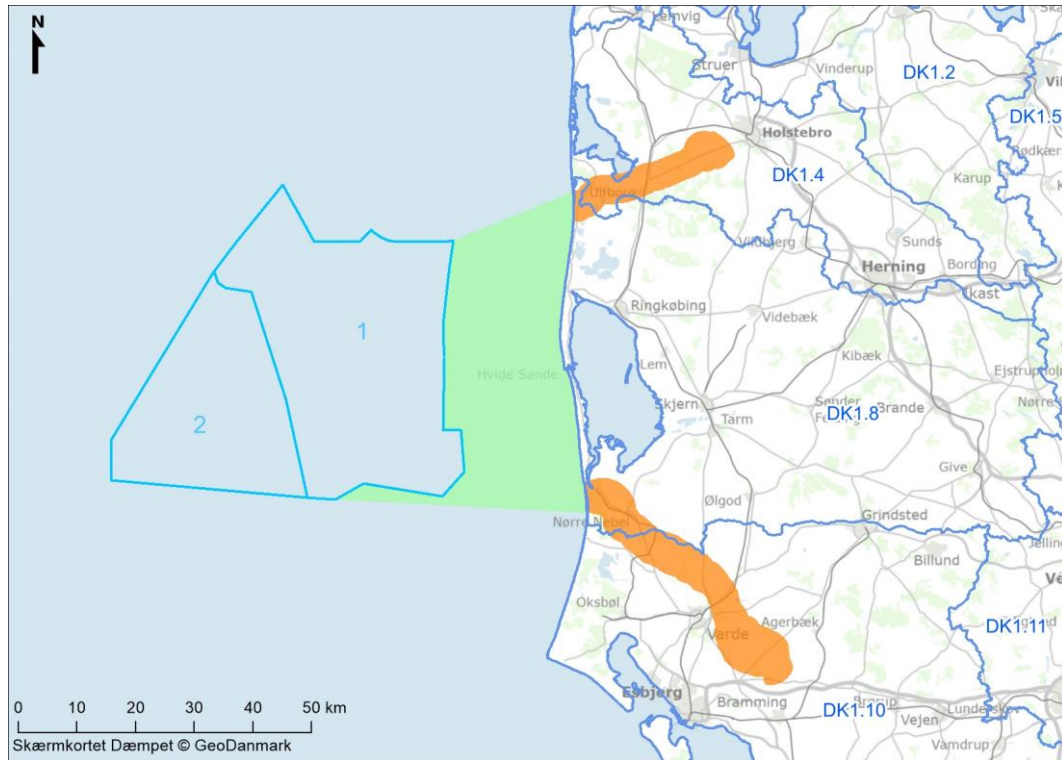 N
Lemvig
Struer
Vinderup
DK1.2
DK1.5
Holstebro
Ulfborg
DK1.4
Karup
Vildbjerg
Sunds
Herning
Bording
Ikast
1
Ringkøbing
Videbæk
Hvide Sande
Lem
Kibæk
2
Skjern
Tarm
Brande
DK1.8
Give
Ølgod
Nørre Nebel
Grindsted
Billund
Oksbøl
Agerbæk
Varde
DK1.11
Esbjerg
Bramming
DK1.10
Vejen
Vamdrup
0 10 20 30 40 50 km
Skærmkortet Dæmpet © GeoDanmark